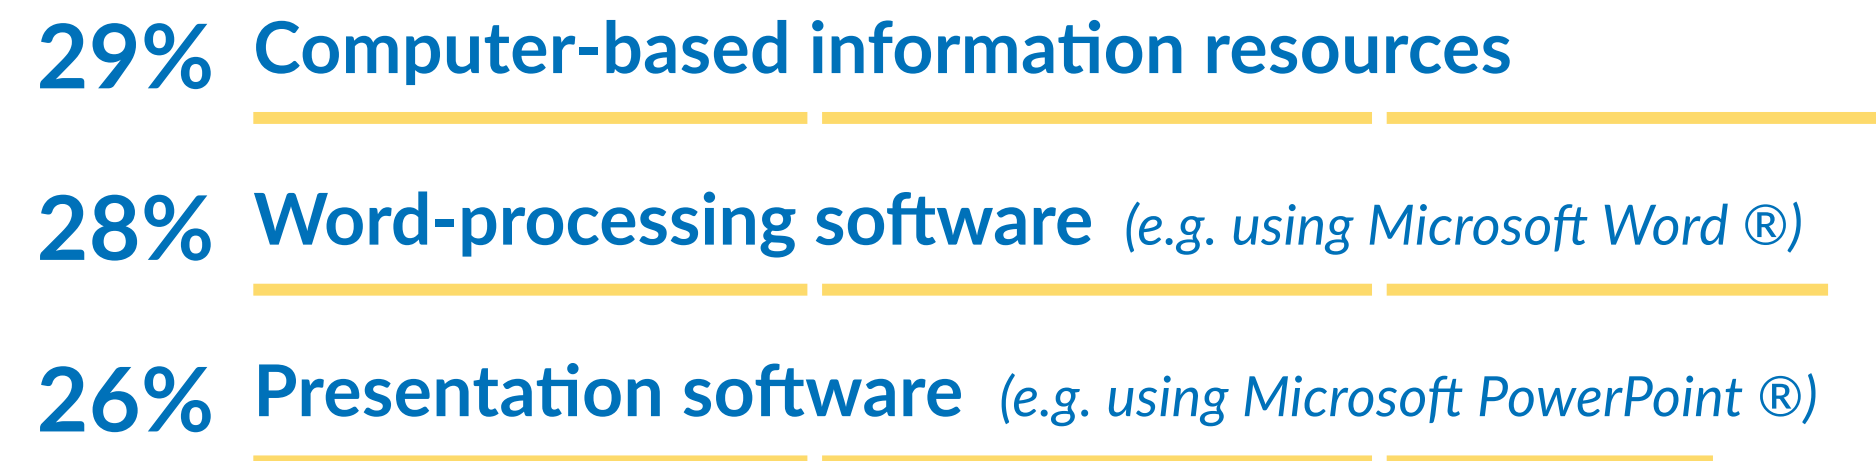 29% Computer-based information resources
28% Word-processing software (e.g. using Microsoft Word ®)
26% Presentation software (e.g. using Microsoft PowerPoint ®)